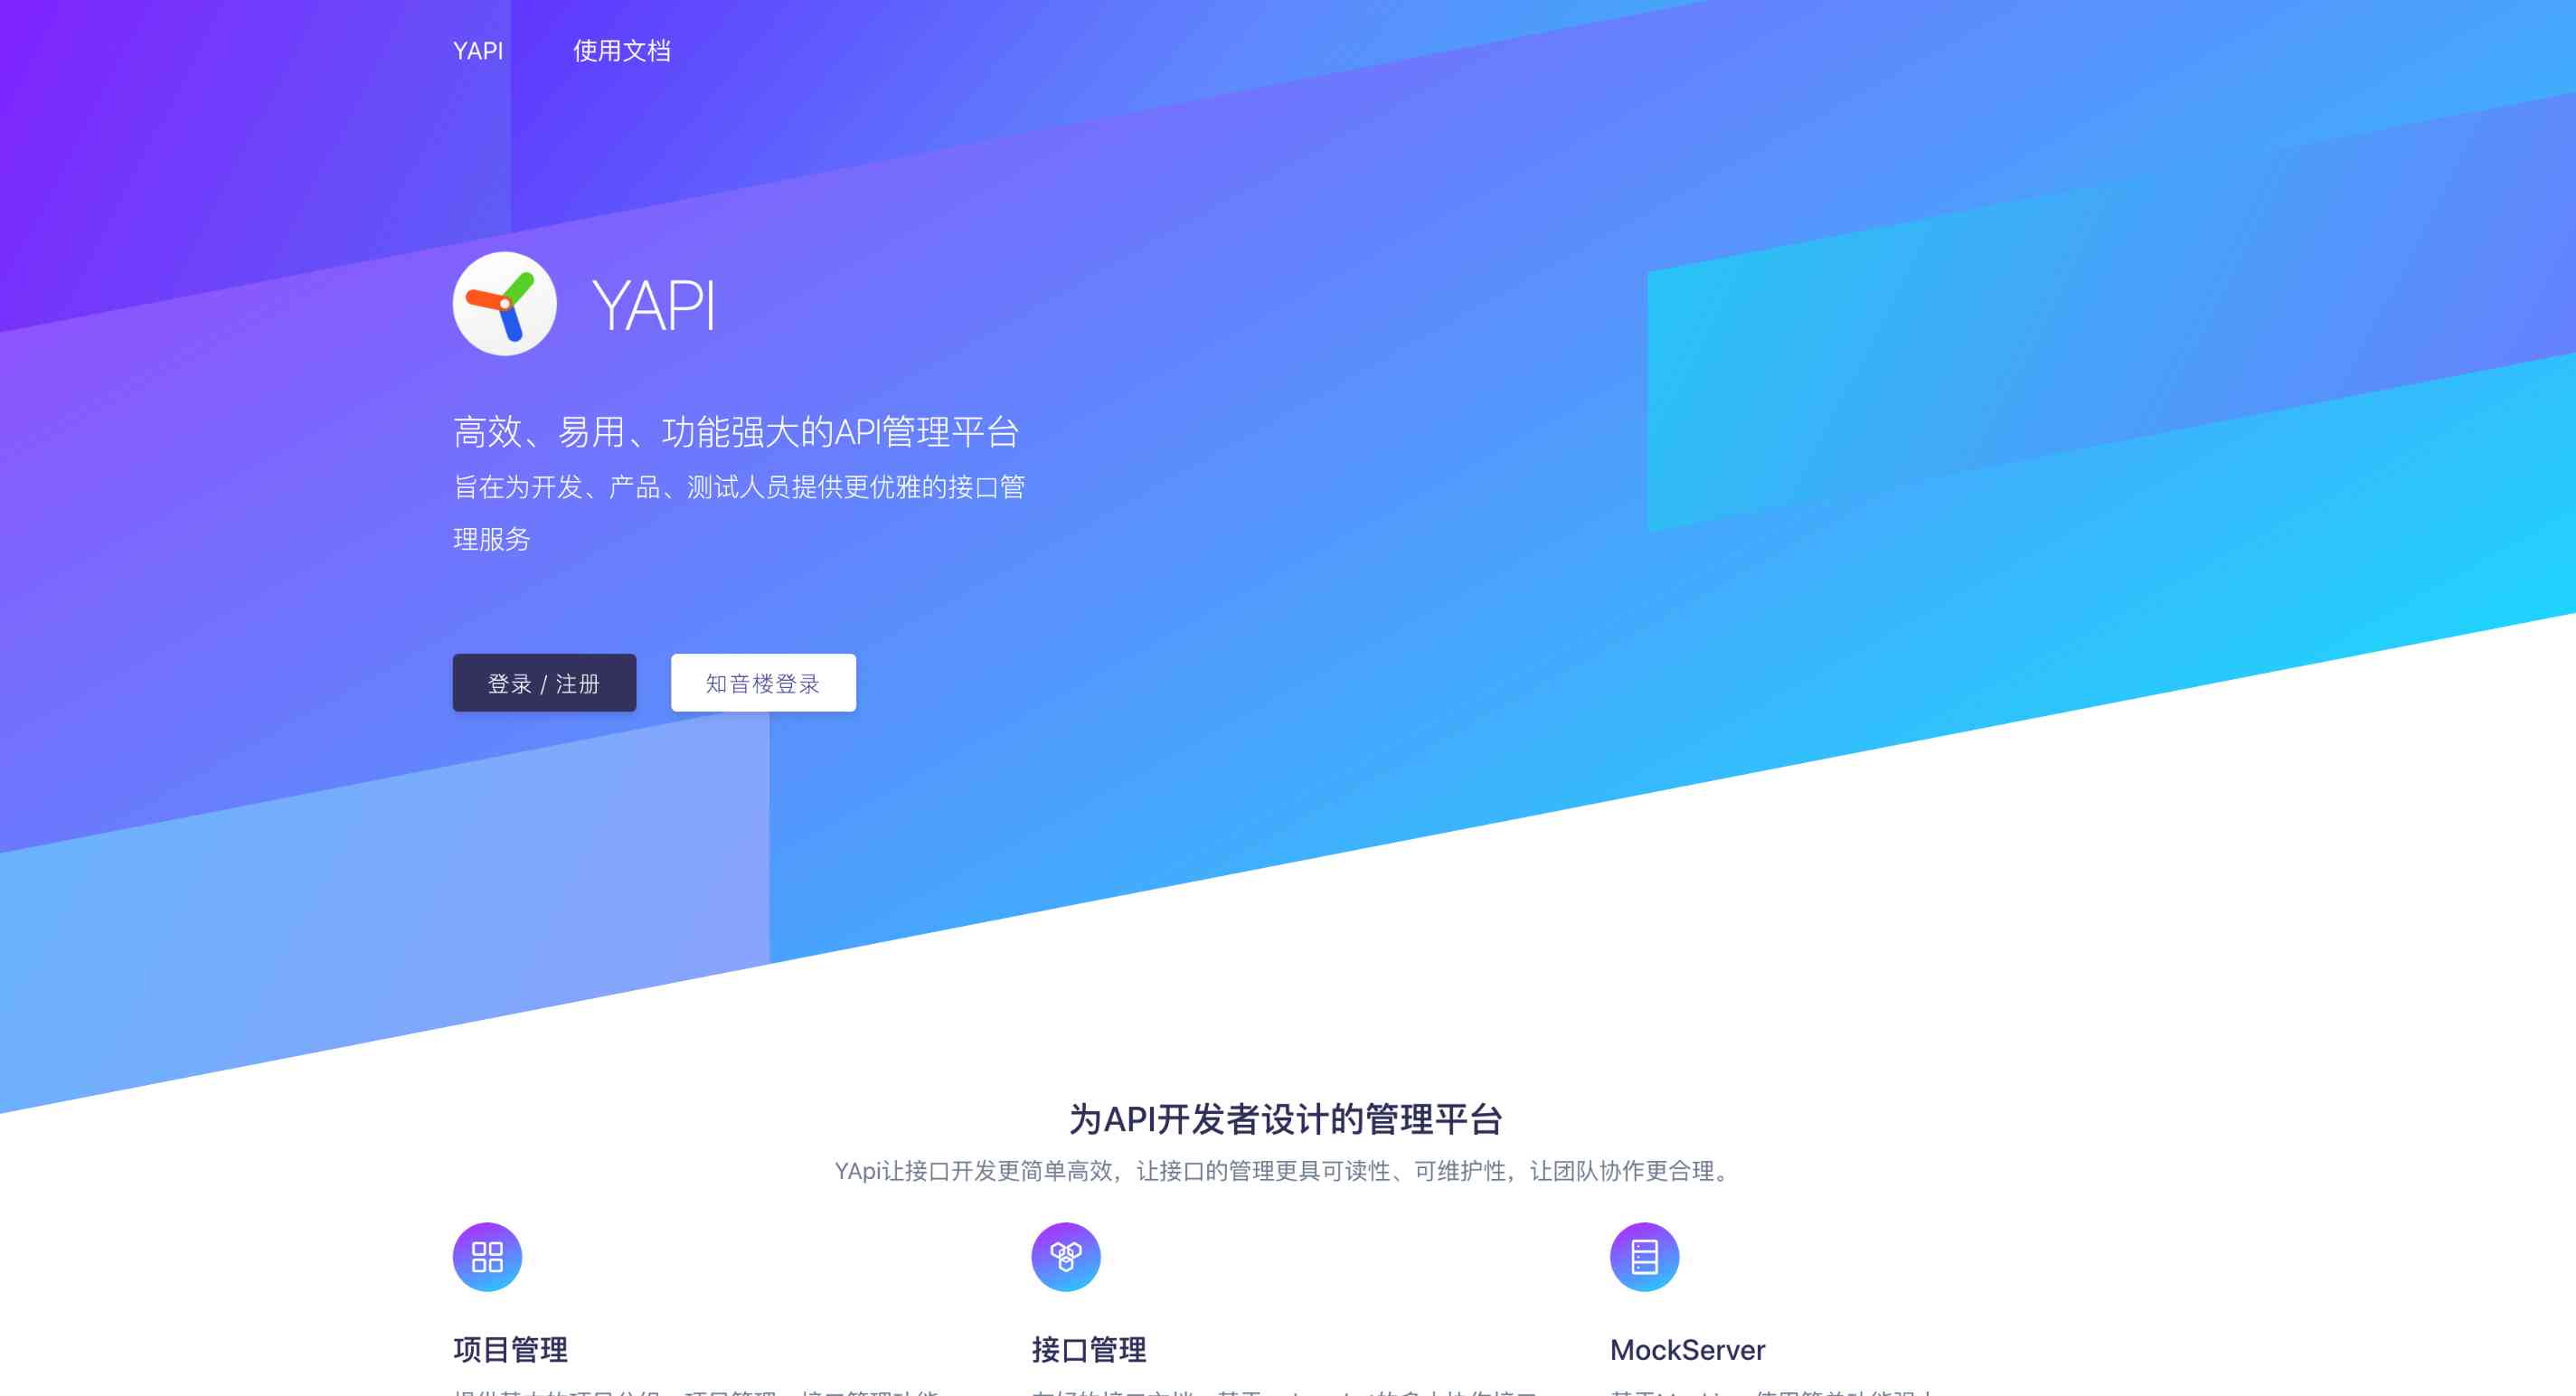 YAPI 使用文档
YAPI
高效、易用、功能强大的API管理平台
旨在为开发、产品、测试人员提供更优雅的接口管
理服务
登录 / 注册 知音楼登录
为API开发者设计的管理平台
YApi让接口开发更简单高效，让接口的管理更具可读性、可维护性，让团队协作更合理。
项目管理 接口管理 MockServer